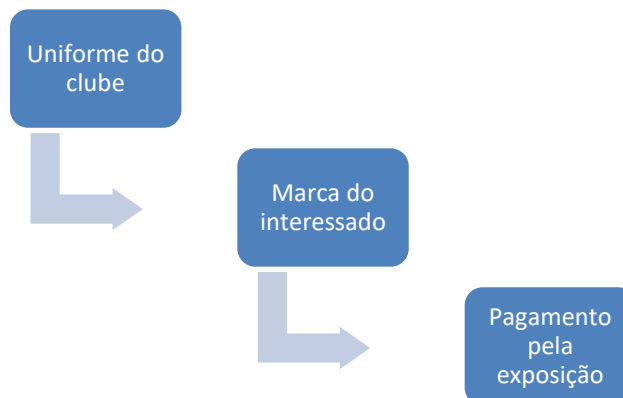 Uniforme do
clube
Marca do
interessado
Pagamento
pela
exposição